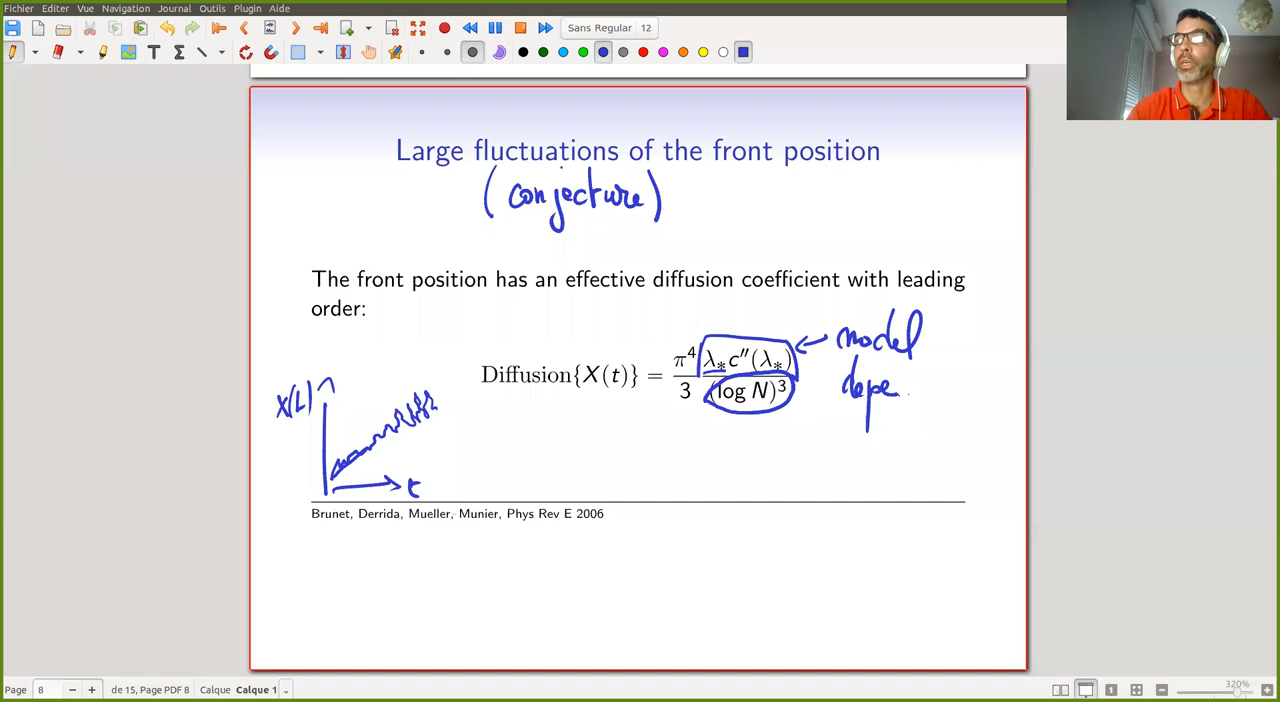 Fichier Editer Vue Navigation Journal Outils Plugin Aide
Sans Regular 12
Large fluctuations of the front position
(conjecture)
The front position has an effective diffusion coefficient with leading
order:
Diffusion{X(t)} = π⁴/3 λ∗c″(λ∗)/(log N)³
← model
depe
X(t)
t
Brunet, Derrida, Mueller, Munier, Phys Rev E 2006
Page 8 − + de 15, Page PDF 8 Calque Calque 1 320%